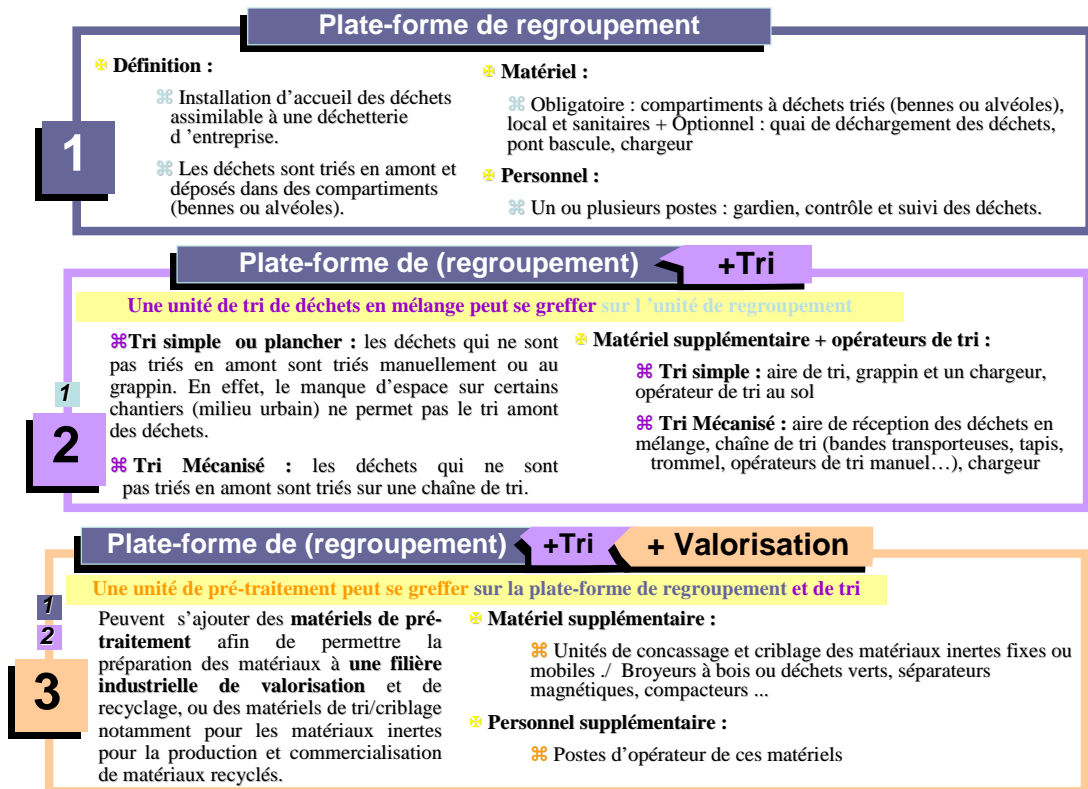 Plate-forme de regroupement
1
Définition :
Installation d'accueil des déchets
assimilable à une déchetterie
d 'entreprise.
Les déchets sont triés en amont et
déposés dans des compartiments
(bennes ou alvéoles).
Matériel :
Obligatoire : compartiments à déchets triés (bennes ou alvéoles),
local et sanitaires + Optionnel : quai de déchargement des déchets,
pont bascule, chargeur
Personnel :
Un ou plusieurs postes : gardien, contrôle et suivi des déchets.
Plate-forme de (regroupement) +Tri
Une unité de tri de déchets en mélange peut se greffer sur l 'unité de regroupement
1
2
Tri simple ou plancher : les déchets qui ne sont
pas triés en amont sont triés manuellement ou au
grappin. En effet, le manque d'espace sur certains
chantiers (milieu urbain) ne permet pas le tri amont
des déchets.
Tri Mécanisé : les déchets qui ne sont
pas triés en amont sont triés sur une chaîne de tri.
Matériel supplémentaire + opérateurs de tri :
Tri simple : aire de tri, grappin et un chargeur,
opérateur de tri au sol
Tri Mécanisé : aire de réception des déchets en
mélange, chaîne de tri (bandes transporteuses, tapis,
trommel, opérateurs de tri manuel…), chargeur
Plate-forme de (regroupement) +Tri + Valorisation
Une unité de pré-traitement peut se greffer sur la plate-forme de regroupement et de tri
1
2
3
Peuvent s'ajouter des matériels de pré-
traitement afin de permettre la
préparation des matériaux à une filière
industrielle de valorisation et de
recyclage, ou des matériels de tri/criblage
notamment pour les matériaux inertes
pour la production et commercialisation
de matériaux recyclés.
Matériel supplémentaire :
Unités de concassage et criblage des matériaux inertes fixes ou
mobiles ./ Broyeurs à bois ou déchets verts, séparateurs
magnétiques, compacteurs ...
Personnel supplémentaire :
Postes d'opérateur de ces matériels